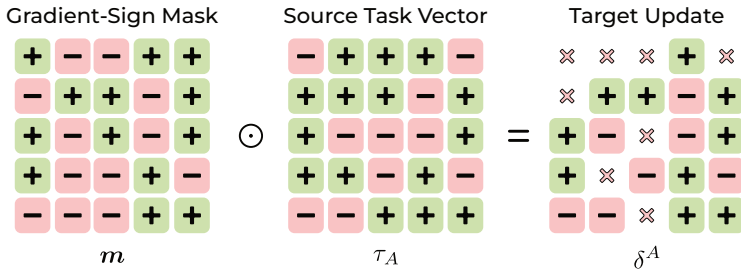 Gradient-Sign Mask Source Task Vector Target Update
+ − − + + − + + + − × × × + ×
− + + − + + + + − + × + + − +
+ − + − + ⊙ + − − − + = + − × − +
+ − − + − + + − + − + × − + −
− − − + + − − + + + − − × + +
m τ_A δ^A